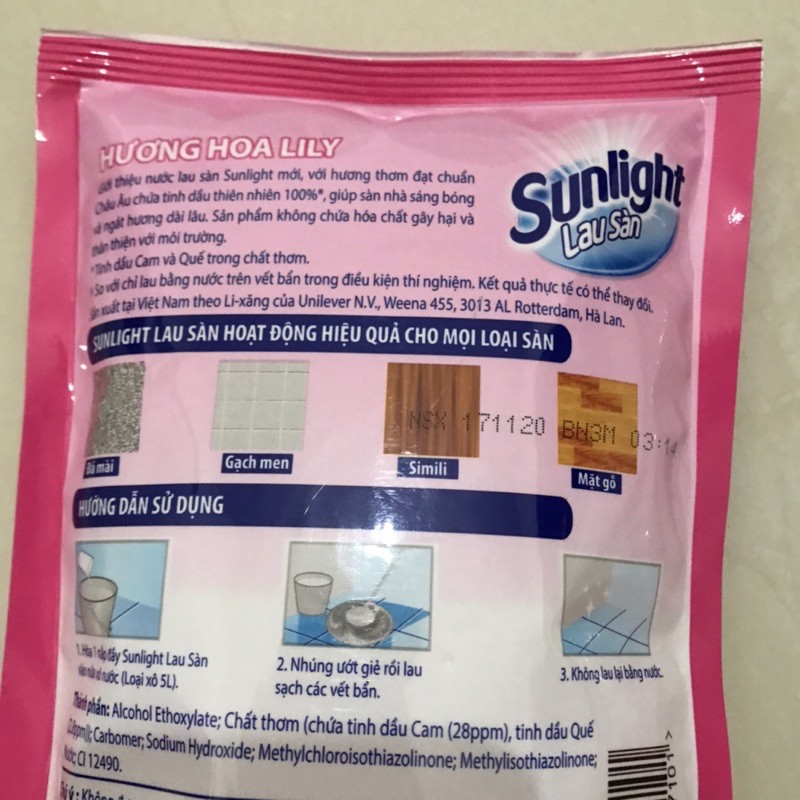 HƯƠNG HOA LILY
Giới thiệu nước lau sàn Sunlight mới, với hương thơm đạt chuẩn
Châu Âu chứa tinh dầu thiên nhiên 100%*, giúp sàn nhà sáng bóng
và ngát hương dài lâu. Sản phẩm không chứa hóa chất gây hại và
thân thiện với môi trường.
*Tinh dầu Cam và Quế trong chất thơm.
So với chỉ lau bằng nước trên vết bẩn trong điều kiện thí nghiệm. Kết quả thực tế có thể thay đổi.
Sản xuất tại Việt Nam theo Li-xăng của Unilever N.V., Weena 455, 3013 AL Rotterdam, Hà Lan.
Sunlight
Lau Sàn
SUNLIGHT LAU SÀN HOẠT ĐỘNG HIỆU QUẢ CHO MỌI LOẠI SÀN
NSX 171120 BN3M 03:14
Đá mài
Gạch men
Simili
Mặt gỗ
HƯỚNG DẪN SỬ DỤNG
1. Hòa 1 nắp đầy Sunlight Lau Sàn
vào nửa xô nước (Loại xô 5L).
2. Nhúng ướt giẻ rồi lau
sạch các vết bẩn.
3. Không lau lại bằng nước.
Thành phần: Alcohol Ethoxylate; Chất thơm (chứa tinh dầu Cam (28ppm), tinh dầu Quế
Carbomer; Sodium Hydroxide; Methylchloroisothiazolinone; Methylisothiazolinone;
Nước; CI 12490.